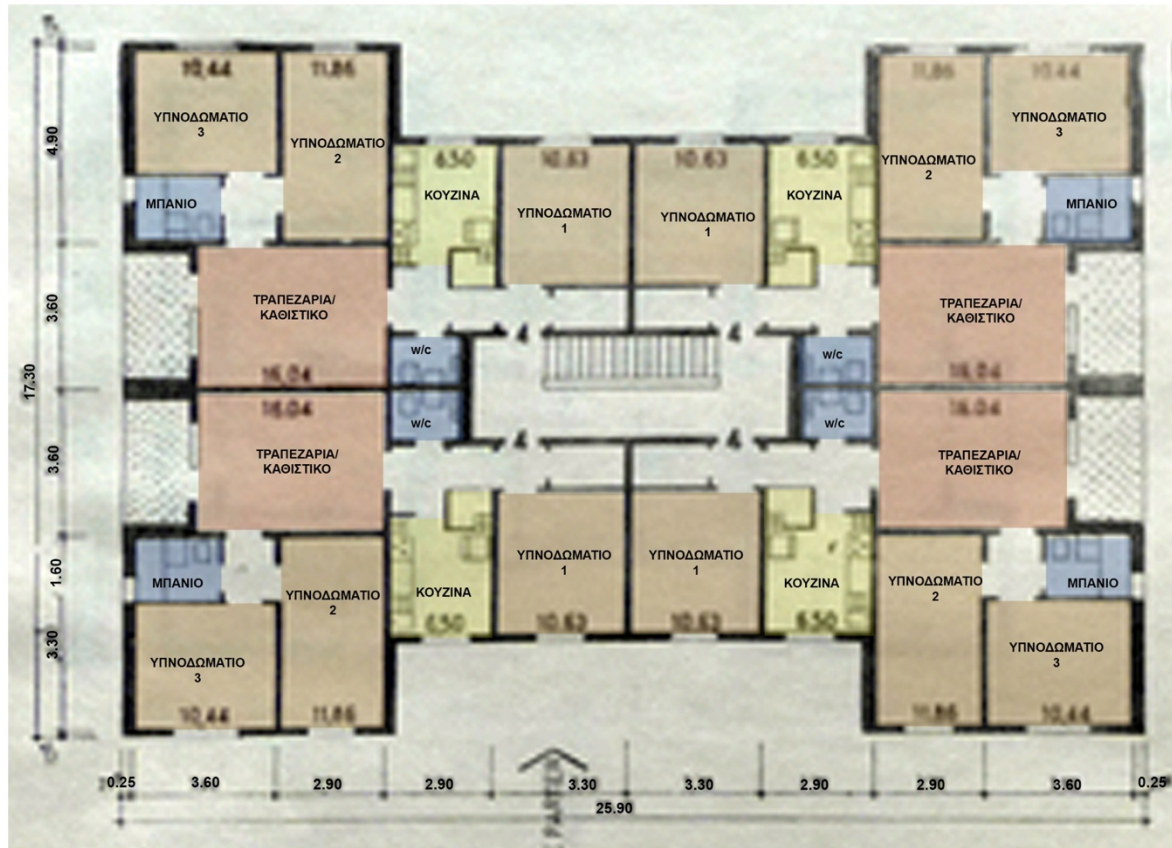 10,44
11,86
11,86
10,44
ΥΠΝΟΔΩΜΑΤΙΟ
3
ΥΠΝΟΔΩΜΑΤΙΟ
2
6,50
ΚΟΥΖΙΝΑ
10,63
ΥΠΝΟΔΩΜΑΤΙΟ
1
10,63
ΥΠΝΟΔΩΜΑΤΙΟ
1
6,50
ΚΟΥΖΙΝΑ
ΥΠΝΟΔΩΜΑΤΙΟ
2
ΥΠΝΟΔΩΜΑΤΙΟ
3
4.90
ΜΠΑΝΙΟ
ΜΠΑΝΙΟ
3.60
ΤΡΑΠΕΖΑΡΙΑ/
ΚΑΘΙΣΤΙΚΟ
16,04
w/c
4
4
w/c
ΤΡΑΠΕΖΑΡΙΑ/
ΚΑΘΙΣΤΙΚΟ
16,04
17.30
16,04
ΤΡΑΠΕΖΑΡΙΑ/
ΚΑΘΙΣΤΙΚΟ
w/c
4
4
w/c
16,04
ΤΡΑΠΕΖΑΡΙΑ/
ΚΑΘΙΣΤΙΚΟ
3.60
1.60
ΜΠΑΝΙΟ
ΥΠΝΟΔΩΜΑΤΙΟ
2
ΚΟΥΖΙΝΑ
6,50
ΥΠΝΟΔΩΜΑΤΙΟ
1
10,63
ΥΠΝΟΔΩΜΑΤΙΟ
1
10,63
ΚΟΥΖΙΝΑ
6,50
ΥΠΝΟΔΩΜΑΤΙΟ
2
ΜΠΑΝΙΟ
3.30
ΥΠΝΟΔΩΜΑΤΙΟ
3
10,44
11,86
11,86
ΥΠΝΟΔΩΜΑΤΙΟ
3
10,44
0.25
3.60
2.90
2.90
3.30
3.30
2.90
2.90
3.60
0.25
25.90
PARTER